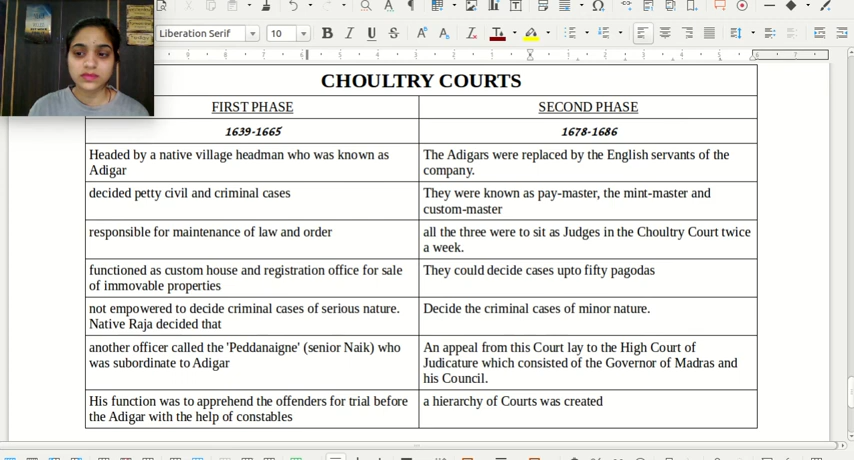 Liberation Serif
10
CHOULTRY COURTS
FIRST PHASE
SECOND PHASE
1639-1665
1678-1686
Headed by a native village headman who was known as
Adigar
The Adigars were replaced by the English servants of the
company.
decided petty civil and criminal cases
They were known as pay-master, the mint-master and
custom-master
responsible for maintenance of law and order
all the three were to sit as Judges in the Choultry Court twice
a week.
functioned as custom house and registration office for sale
of immovable properties
They could decide cases upto fifty pagodas
not empowered to decide criminal cases of serious nature.
Native Raja decided that
Decide the criminal cases of minor nature.
another officer called the 'Peddanaigne' (senior Naik) who
was subordinate to Adigar
An appeal from this Court lay to the High Court of
Judicature which consisted of the Governor of Madras and
his Council.
His function was to apprehend the offenders for trial before
the Adigar with the help of constables
a hierarchy of Courts was created